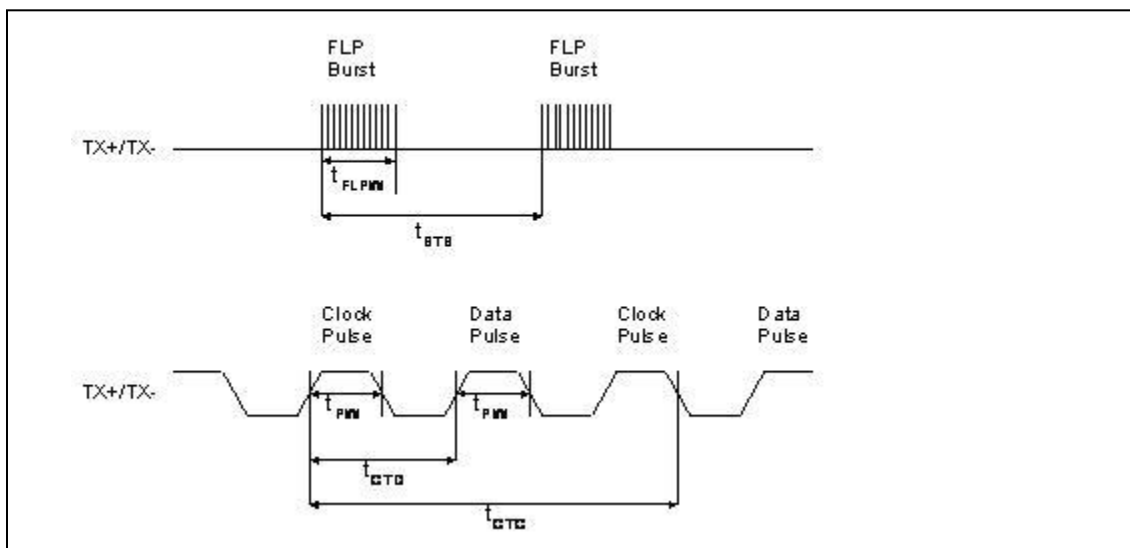 FLP
Burst
FLP
Burst
TX+/TX-
t FLPW
t BTB
Clock
Pulse
Data
Pulse
Clock
Pulse
Data
Pulse
TX+/TX-
t PW
t PW
t CTD
t CTC